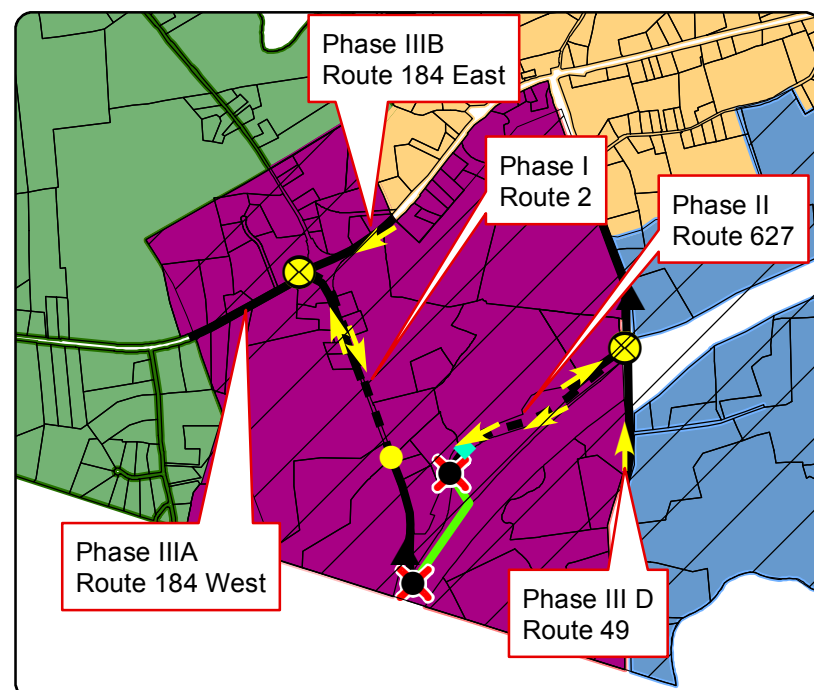 Phase IIIB
Route 184 East
Phase I
Route 2
Phase II
Route 627
Phase IIIA
Route 184 West
Phase III D
Route 49